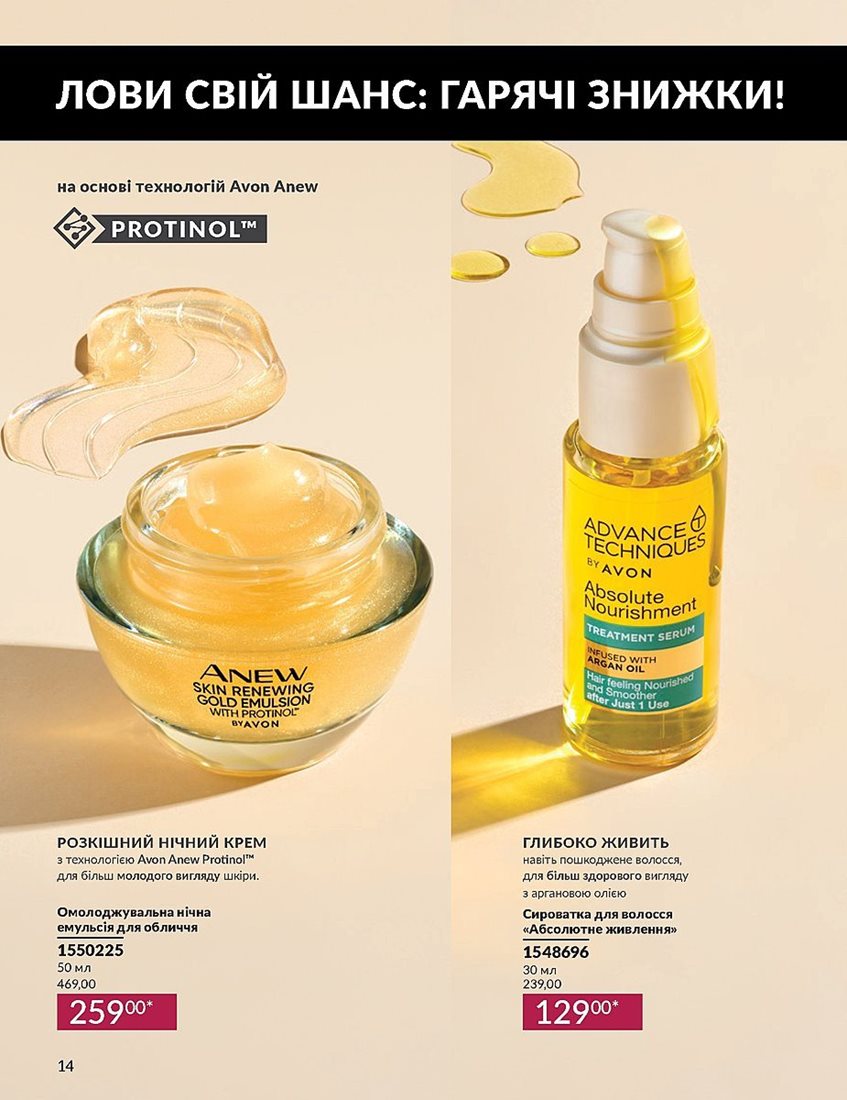 ЛОВИ СВІЙ ШАНС: ГАРЯЧІ ЗНИЖКИ!
на основі технологій Avon Anew
PROTINOL™
ANEW
SKIN RENEWING
GOLD EMULSION
WITH PROTINOL™
BY AVON
РОЗКІШНИЙ НІЧНИЙ КРЕМ
з технологією Avon Anew Protinol™
для більш молодого вигляду шкіри.
Омолоджувальна нічна
емульсія для обличчя
1550225
50 мл
469,00
25900*
ADVANCE
TECHNIQUES
BY AVON
Absolute
Nourishment
TREATMENT SERUM
INFUSED WITH
ARGAN OIL
Hair feeling Nourished
and Smoother
after Just 1 Use
ГЛИБОКО ЖИВИТЬ
навіть пошкоджене волосся,
для більш здорового вигляду
з аргановою олією
Сироватка для волосся
«Абсолютне живлення»
1548696
30 мл
239,00
12900*
14